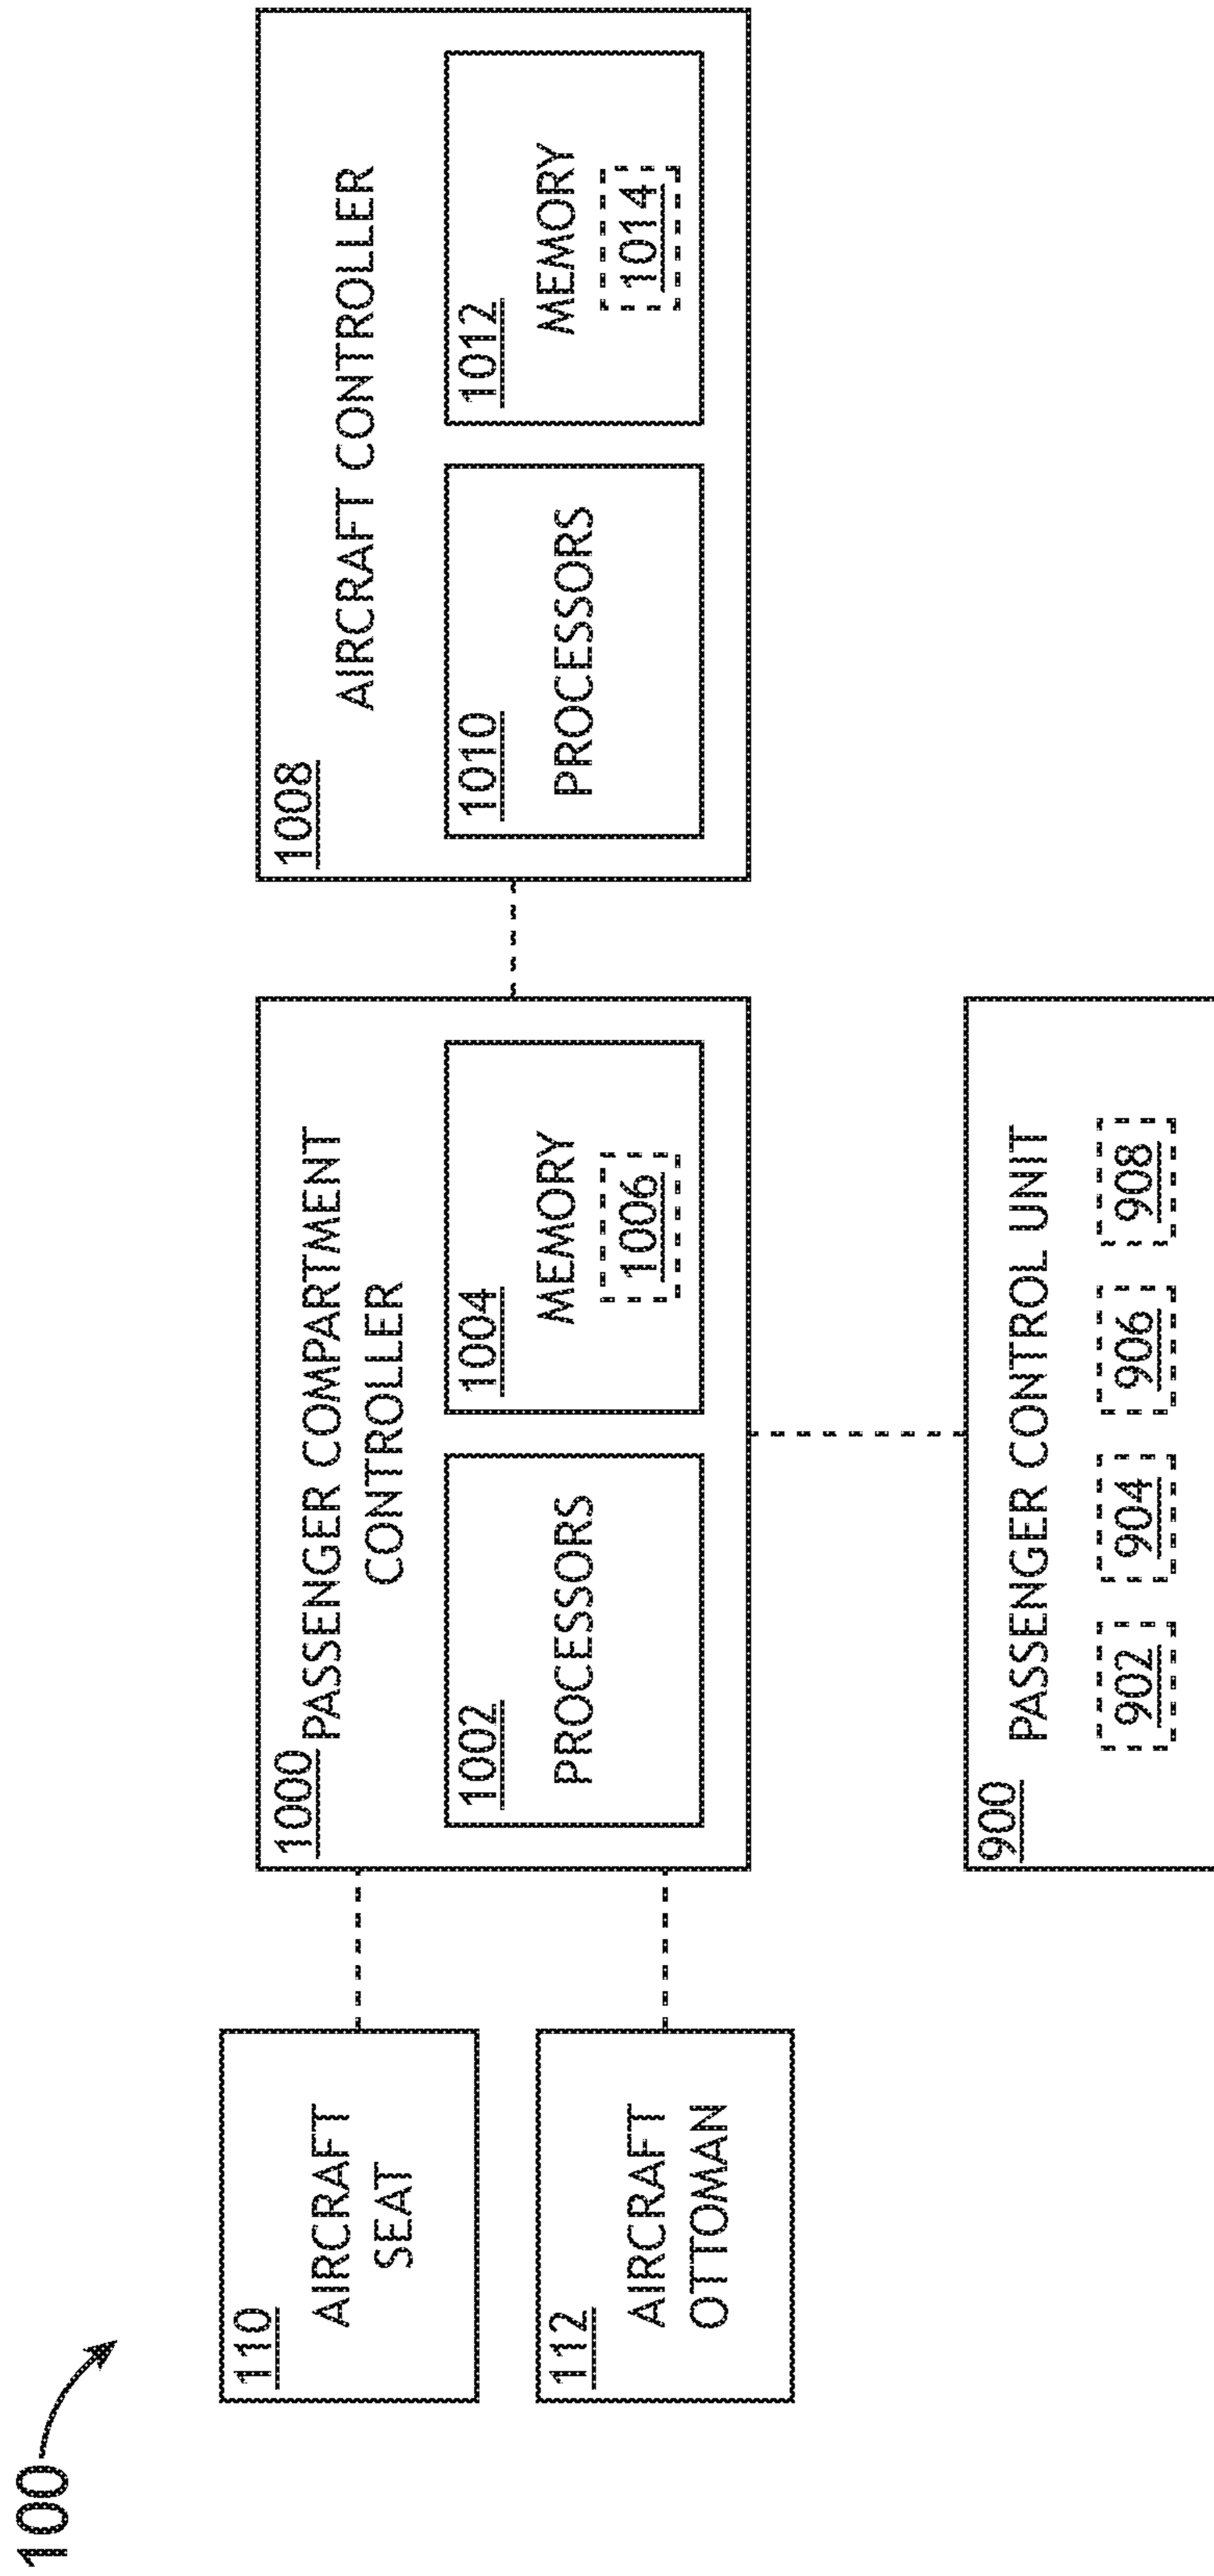 100
110
AIRCRAFT
SEAT
112
AIRCRAFT
OTTOMAN
1000
PASSENGER COMPARTMENT
CONTROLLER
1002
PROCESSORS
1004
MEMORY
1006
1008
AIRCRAFT CONTROLLER
1010
PROCESSORS
1012
MEMORY
1014
900
PASSENGER CONTROL UNIT
902 904 906 908